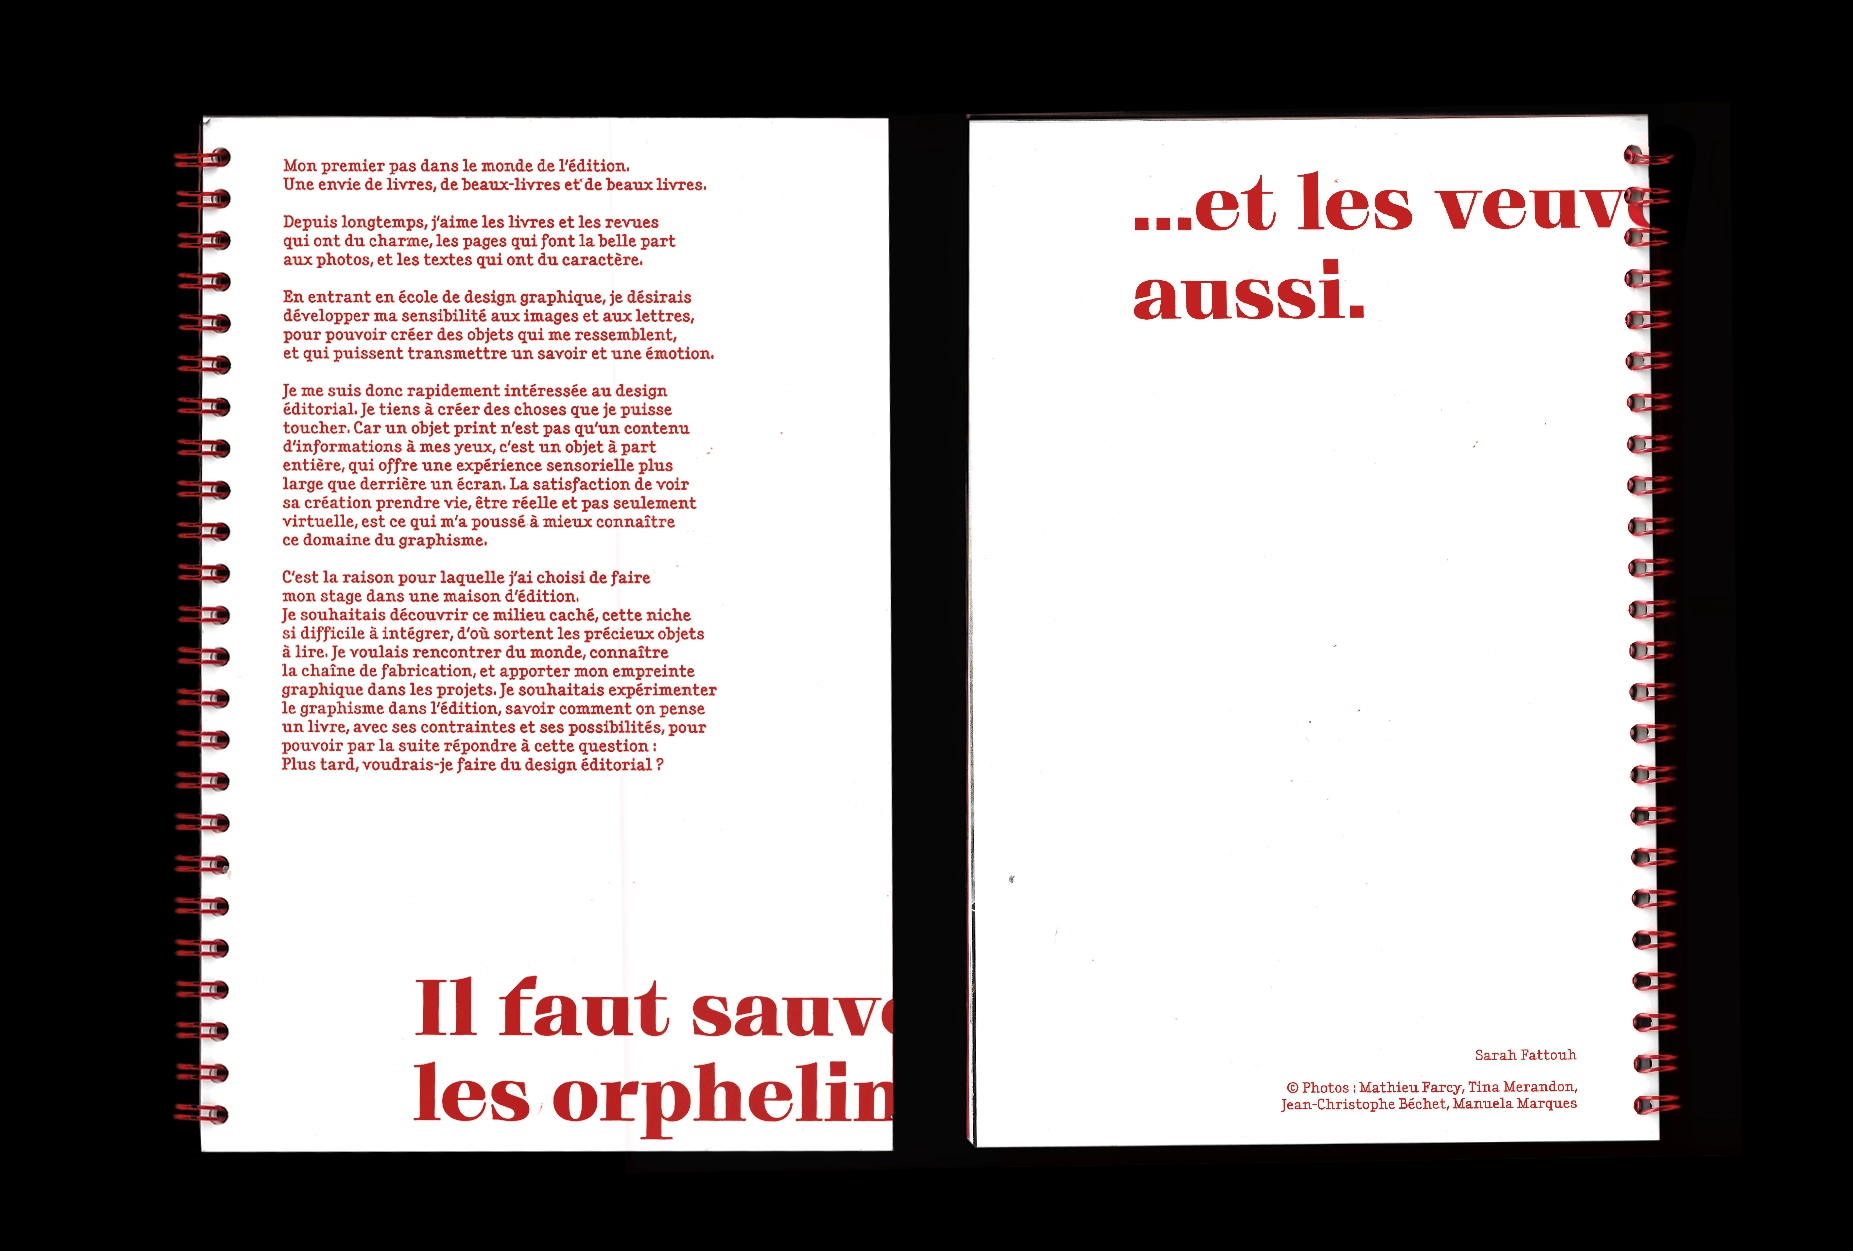 Mon premier pas dans le monde de l'édition.
Une envie de livres, de beaux-livres et de beaux livres.
Depuis longtemps, j'aime les livres et les revues
qui ont du charme, les pages qui font la belle part
aux photos, et les textes qui ont du caractère.
En entrant en école de design graphique, je désirais
développer ma sensibilité aux images et aux lettres,
pour pouvoir créer des objets qui me ressemblent,
et qui puissent transmettre un savoir et une émotion.
Je me suis donc rapidement intéressée au design
éditorial. Je tiens à créer des choses que je puisse
toucher. Car un objet print n'est pas qu'un contenu
d'informations à mes yeux, c'est un objet à part
entière, qui offre une expérience sensorielle plus
large que derrière un écran. La satisfaction de voir
sa création prendre vie, être réelle et pas seulement
virtuelle, est ce qui m'a poussé à mieux connaître
ce domaine du graphisme.
C'est la raison pour laquelle j'ai choisi de faire
mon stage dans une maison d'édition.
Je souhaitais découvrir ce milieu caché, cette niche
si difficile à intégrer, d'où sortent les précieux objets
à lire. Je voulais rencontrer du monde, connaître
la chaîne de fabrication, et apporter mon empreinte
graphique dans les projets. Je souhaitais expérimenter
le graphisme dans l'édition, savoir comment on pense
un livre, avec ses contraintes et ses possibilités, pour
pouvoir par la suite répondre à cette question :
Plus tard, voudrais-je faire du design éditorial ?
Il faut sauve
les orphelin
...et les veuve
aussi.
Sarah Fattouh
© Photos : Mathieu Farcy, Tina Merandon,
Jean-Christophe Béchet, Manuela Marques